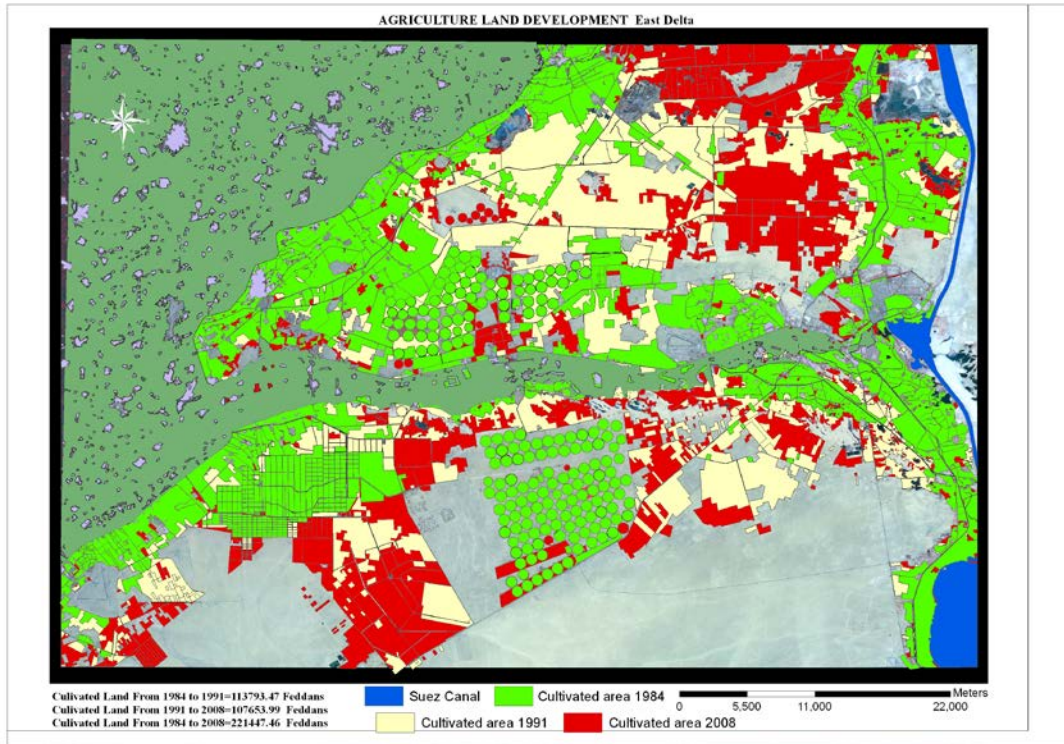 AGRICULTURE LAND DEVELOPMENT East Delta
Culivated Land From 1984 to 1991=113793.47 Feddans
Cultivated Land From 1991 to 2008=107653.99 Feddans
Cultivated Land From 1984 to 2008=221447.46 Feddans
Suez Canal
Cultivated area 1984
Cultivated area 1991
Cultivated area 2008
Meters
0 5,500 11,000 22,000